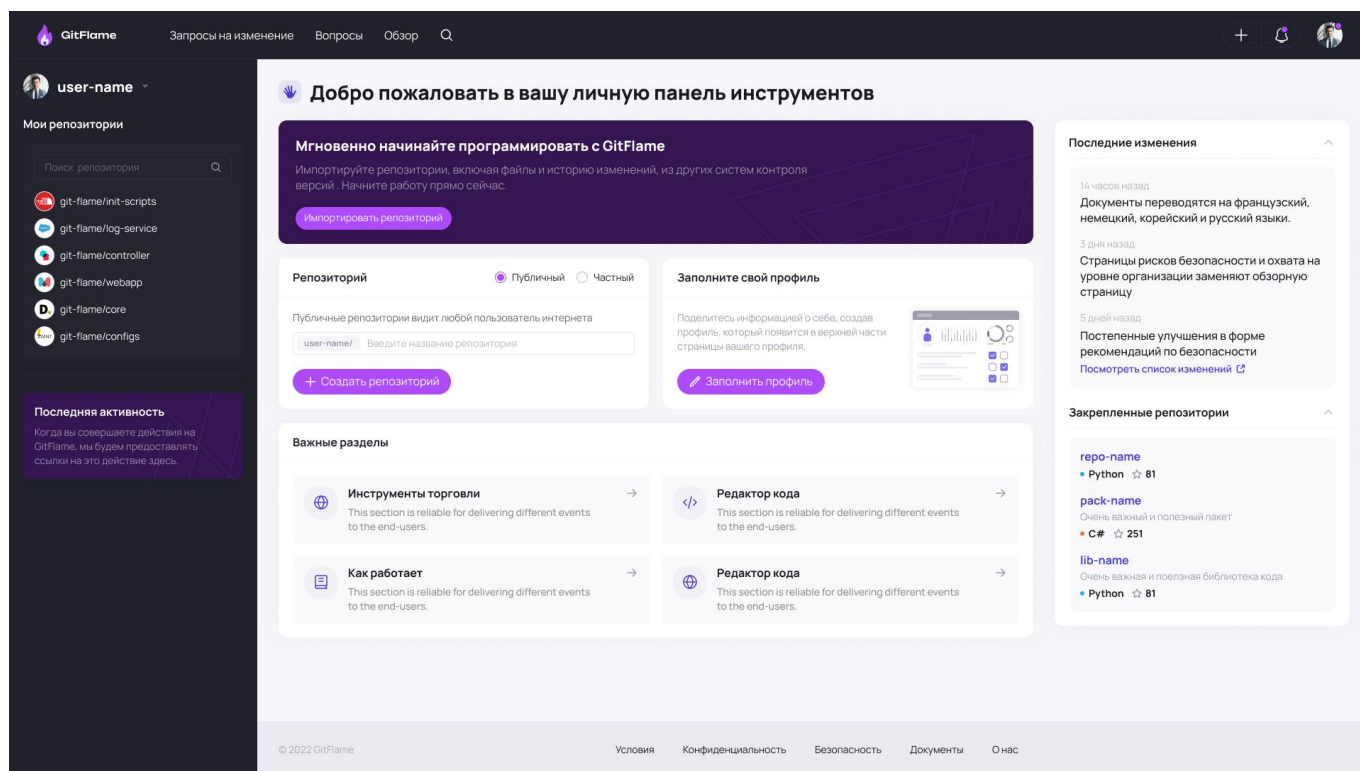 GitFlame
Запросы на изменение
Вопросы
Обзор
user-name
Мои репозитории
Поиск репозитория
git-flame/init-scripts
git-flame/log-service
git-flame/controller
git-flame/webapp
git-flame/core
git-flame/configs
Последняя активность
Когда вы совершаете действия на
GitFlame, мы будем предоставлять
ссылки на это действие здесь.
Добро пожаловать в вашу личную панель инструментов
Мгновенно начинайте программировать с GitFlame
Импортируйте репозитории, включая файлы и историю изменений, из других систем контроля
версий . Начните работу прямо сейчас.
Импортировать репозиторий
Репозиторий
Публичный
Частный
Публичные репозитории видит любой пользователь интернета
user-name/
Введите название репозитория
+ Создать репозиторий
Заполните свой профиль
Поделитесь информацией о себе, создав
профиль, который появится в верхней части
страницы вашего профиля.
Заполнить профиль
Важные разделы
Инструменты торговли
This section is reliable for delivering different events
to the end-users.
Редактор кода
This section is reliable for delivering different events
to the end-users.
Как работает
This section is reliable for delivering different events
to the end-users.
Редактор кода
This section is reliable for delivering different events
to the end-users.
Последние изменения
14 часов назад
Документы переводятся на французский,
немецкий, корейский и русский языки.
3 дня назад
Страницы рисков безопасности и охвата на
уровне организации заменяют обзорную
страницу
5 дней назад
Постепенные улучшения в форме
рекомендаций по безопасности
Посмотреть список изменений
Закрепленные репозитории
repo-name
Python 81
pack-name
Очень важный и полезный пакет
C# 251
lib-name
Очень важная и поелзная библиотека кода
Python 81
© 2022 GitFlame
Условия
Конфиденциальность
Безопасность
Документы
О нас